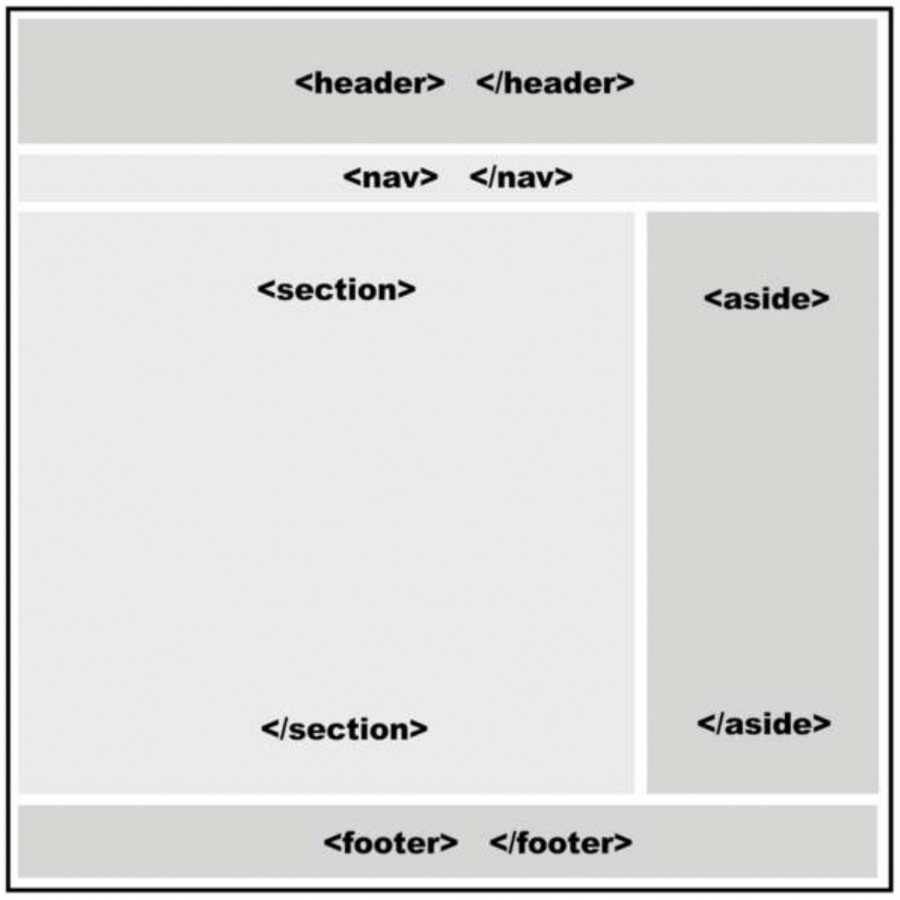 <header> </header>
<nav> </nav>
<section>
</section>
<aside>
</aside>
<footer> </footer>